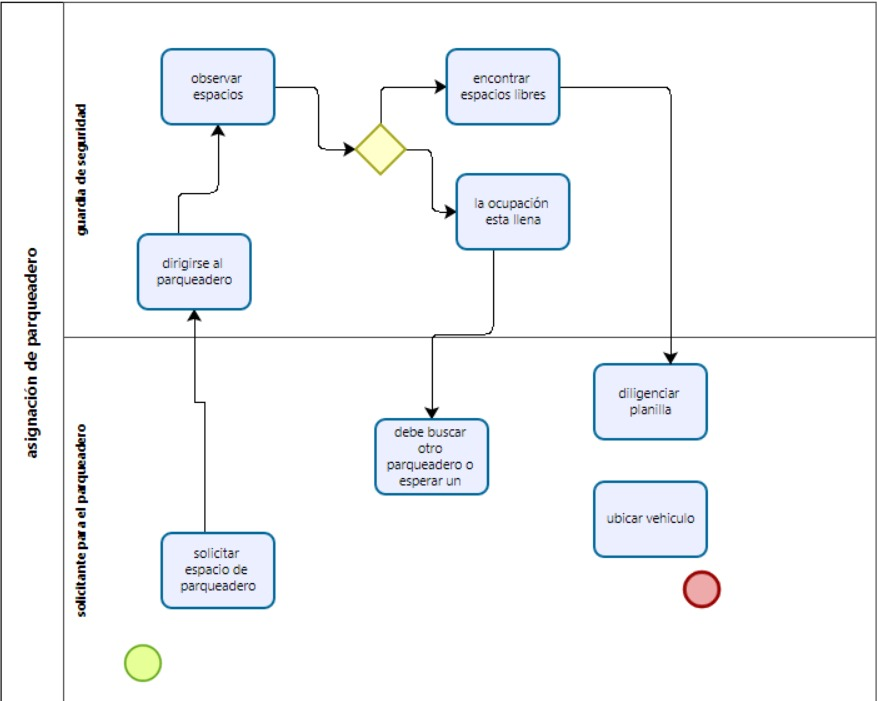 asignación de parqueadero
guardia de seguridad
observar
espacios
encontrar
espacios libres
la ocupación
esta llena
dirigirse al
parqueadero
solicitante para el parqueadero
diligenciar
planilla
debe buscar
otro
parqueadero o
esperar un
ubicar vehiculo
solicitar
espacio de
parqueadero